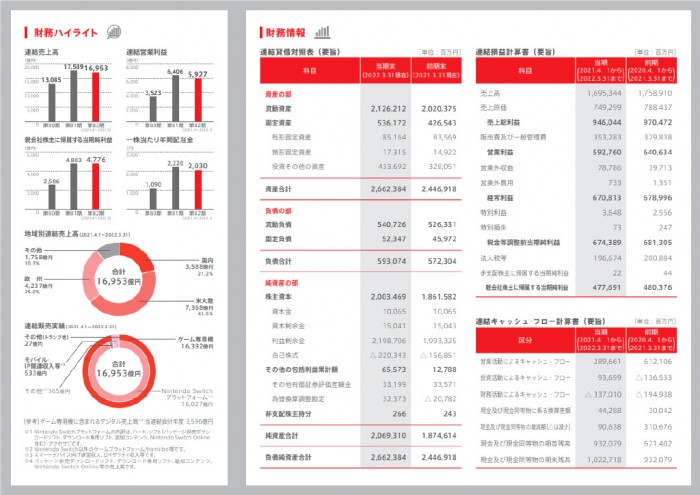 財務ハイライト
連結売上高
(億円)
20,000
15,000
10,000
5,000
0
13,085
17,589
16,953
第80期
第81期
第82期
連結営業利益
(億円)
3,523
6,406
5,927
第80期
第81期
第82期
親会社株主に帰属する当期純利益
(億円)
2,586
4,803
4,776
第80期
第81期
第82期
一株当たり年間配当金
(円)
1,090
2,220
2,030
第80期
第81期
第82期
地域別連結売上高 (2021.4.1~2022.3.31)
その他
1,758億円
欧 州
4,237億円
合計
16,953億円
国内
21.2%
米大陸
連結販売実績 (2021.4.1~2022.3.31)
その他(トランプ他)
27億円
モバイル・
IP関連収入等
533億円
その他 365億円
合計
16,953億円
ゲーム専用機
16,392億円
Nintendo Switch
プラットフォーム
16,027億円
(参考)ゲーム専用機に含まれるデジタル売上高 当連結会計年度 3,596億円
財務情報
連結貸借対照表(要旨)
[単位:百万円]
科目 当期末 (2022.3.31現在) 前期末 (2021.3.31現在)
資産の部
流動資産 2,126,212 2,020,375
固定資産 536,172 426,543
有形固定資産 85,164 83,569
無形固定資産 17,315 14,922
投資その他の資産 433,692 328,051
資産合計 2,662,384 2,446,918
負債の部
流動負債 540,726 526,331
固定負債 52,347 45,972
負債合計 593,074 572,304
純資産の部
株主資本 2,003,469 1,861,582
資本金 10,065 10,065
資本剰余金 15,041 15,041
利益剰余金 2,198,706 1,993,325
自己株式 △220,343 △156,851
その他の包括利益累計額 65,573 12,788
その他有価証券評価差額金 33,199 33,571
為替換算調整勘定 32,373 △20,782
非支配株主持分 266 243
純資産合計 2,069,310 1,874,614
負債純資産合計 2,662,384 2,446,918
連結損益計算書(要旨)
[単位:百万円]
科目 当期 (2021.4. 1から 2022.3.31まで) 前期 (2020.4. 1から 2021.3.31まで)
売上高 1,695,344 1,758,910
売上原価 749,299 788,437
売上総利益 946,044 970,472
販売費及び一般管理費 353,283 329,838
営業利益 592,760 640,634
営業外収益 78,786 39,713
営業外費用 733 1,351
経常利益 670,813 678,996
特別利益 3,648 2,556
特別損失 73 247
税金等調整前当期純利益 674,389 681,305
法人税等 196,674 200,884
非支配株主に帰属する当期純利益 22 44
親会社株主に帰属する当期純利益 477,691 480,376
連結キャッシュ・フロー計算書(要旨)
[単位:百万円]
区分 当期 (2021.4. 1から 2022.3.31まで) 前期 (2020.4. 1から 2021.3.31まで)
営業活動によるキャッシュ・フロー 289,661 612,106
投資活動によるキャッシュ・フロー 93,699 △136,533
財務活動によるキャッシュ・フロー △337,010 △194,938
現金及び現金同等物に係る換算差額 44,288 30,042
90,638 310,676
現金及び現金同等物の期首残高 932,079 621,402
現金及び現金同等物の期末残高 1,022,718 932,079